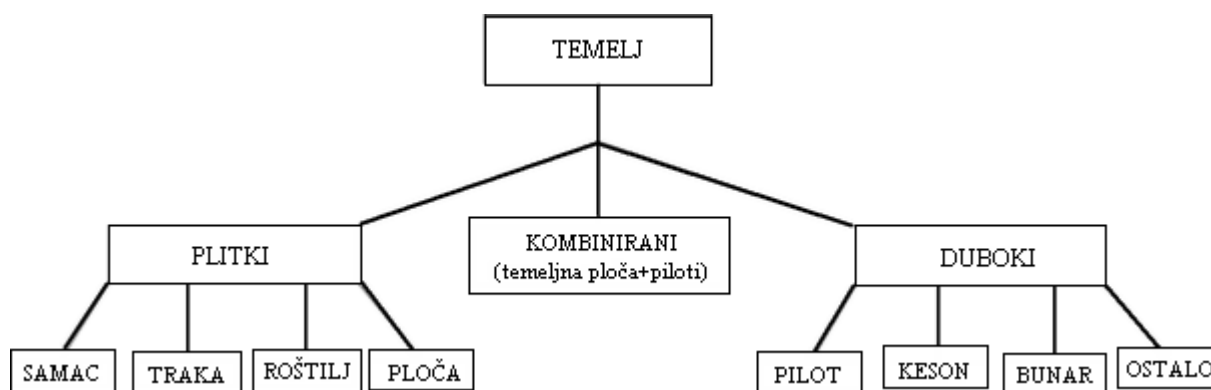 TEMELJ
PLITKI
KOMBINIRANI
(temeljna ploča+piloti)
DUBOKI
SAMAC
TRAKA
ROŠTILJ
PLOČA
PILOT
KESON
BUNAR
OSTALO